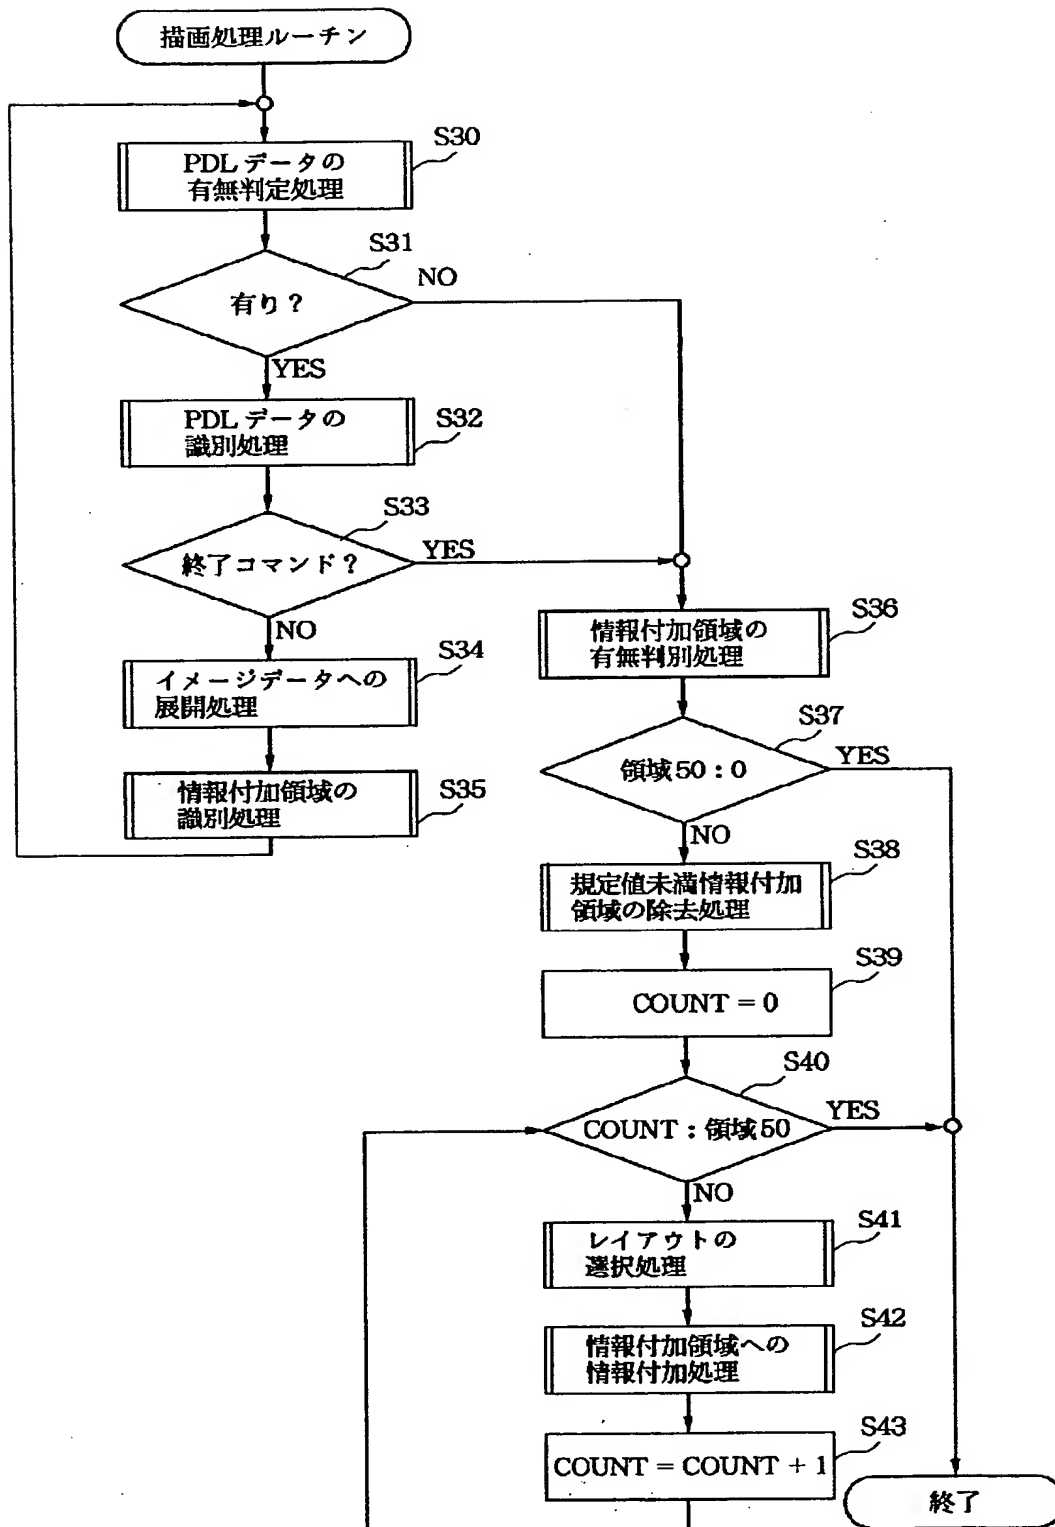 描画処理ルーチン
S30
PDLデータの
有無判定処理
S31
有り？
NO
YES
S32
PDLデータの
識別処理
S33
終了コマンド？
YES
NO
S34
イメージデータへの
展開処理
S35
情報付加領域の
識別処理
S36
情報付加領域の
有無判別処理
S37
領域50：0
YES
NO
S38
規定値未満情報付加
領域の除去処理
S39
COUNT = 0
S40
COUNT：領域50
YES
NO
S41
レイアウトの
選択処理
S42
情報付加領域への
情報付加処理
S43
COUNT = COUNT + 1
終了